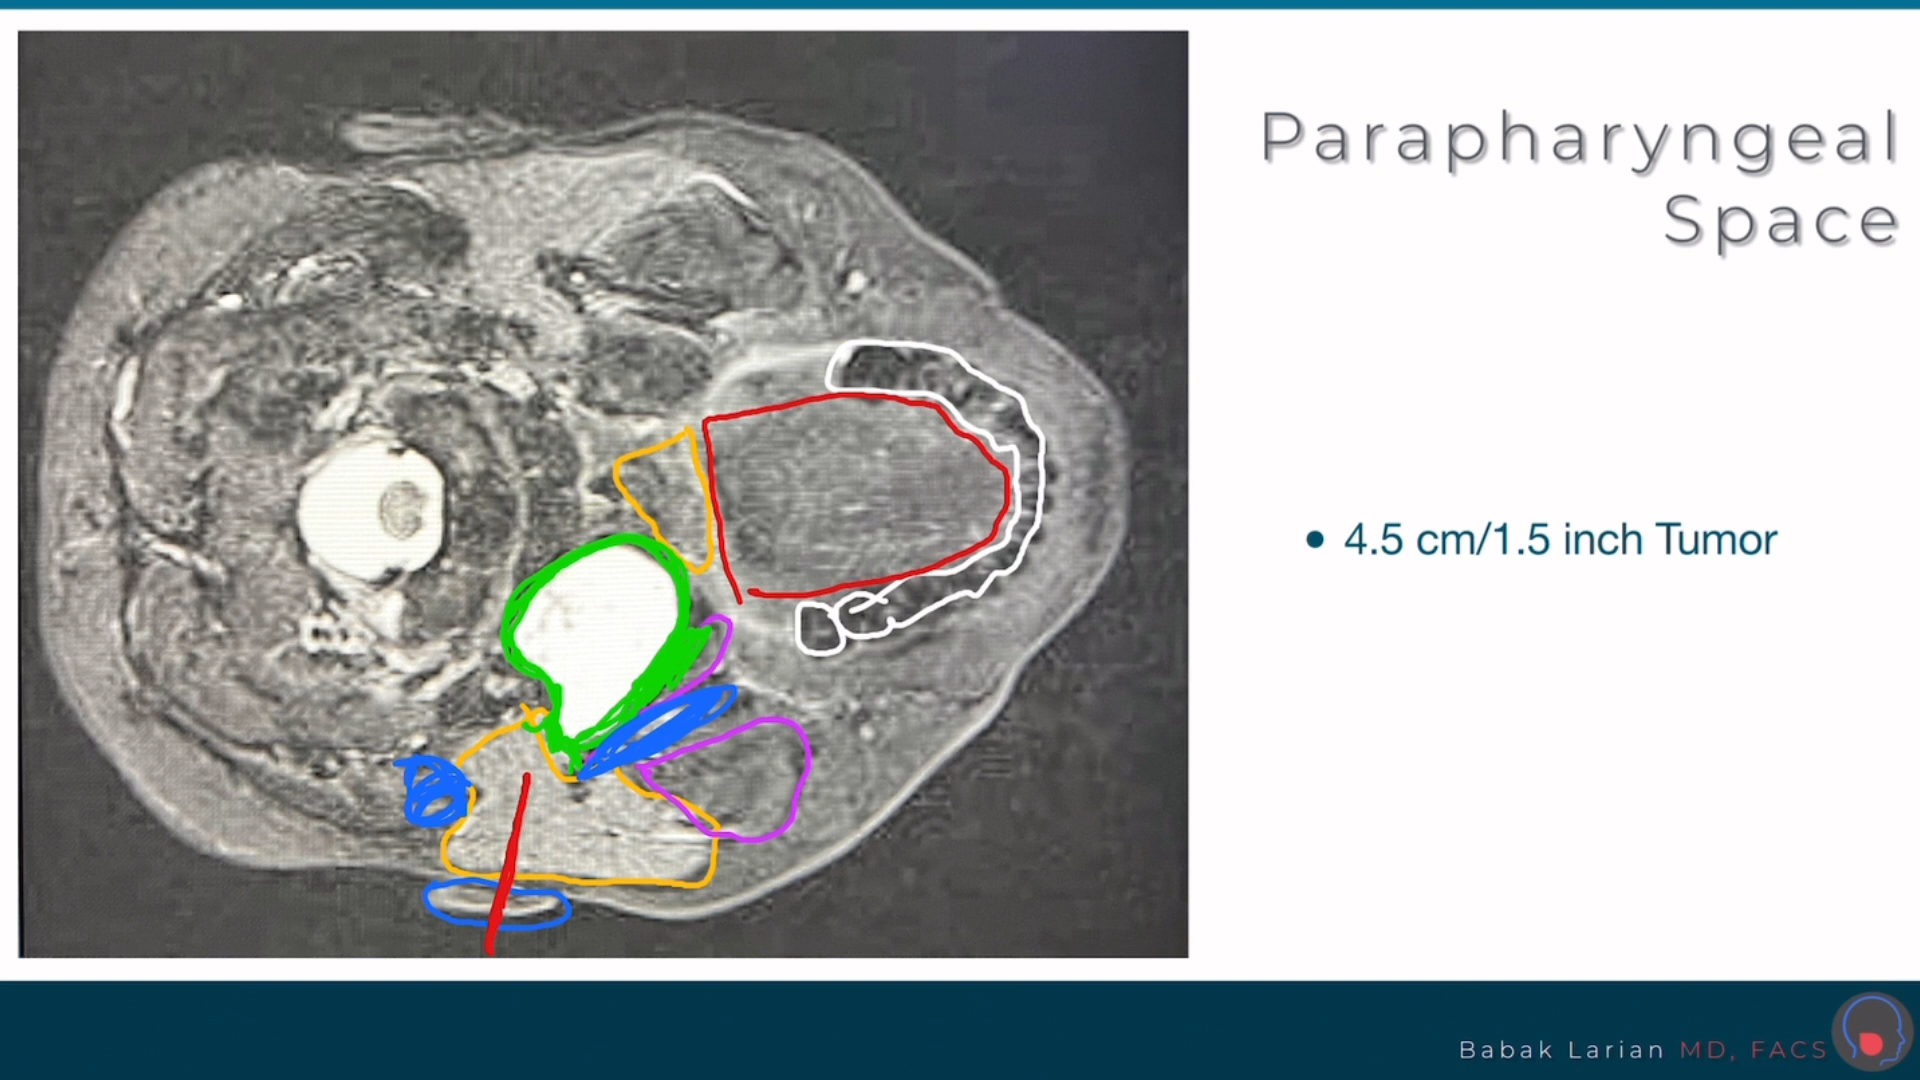 Parapharyngeal
Space
• 4.5 cm/1.5 inch Tumor
Babak Larian MD, FACS